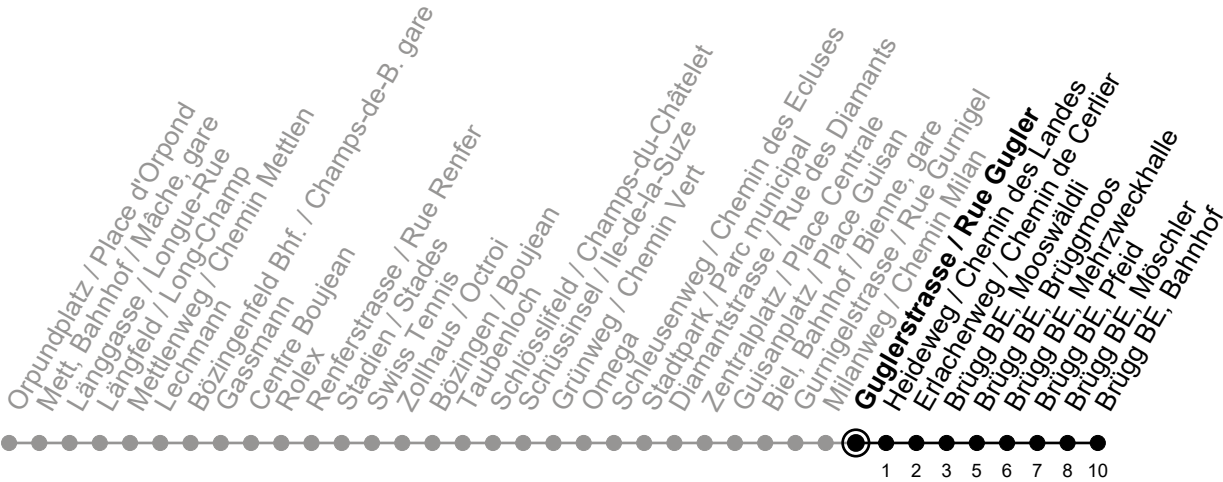 Orpundplatz / Place d'Orpond
Mett, Bahnhof / Mâche, gare
Länggasse / Longue-Rue
Längfeld / Long-Champ
Mettlenweg / Chemin Mettlen
Lechmann
Bözingenfeld Bhf. / Champs-de-B. gare
Gassmann
Centre Boujean
Rolex
Renferstrasse / Rue Renfer
Stadien / Stades
Swiss Tennis
Zollhaus / Octroi
Bözingen / Boujean
Taubenloch
Schlösslifeld / Champs-du-Châtelet
Schüssinsel / Ile-de-la-Suze
Grünweg / Chemin Vert
Omega
Schleusenweg / Chemin des Ecluses
Stadtpark / Parc municipal
Diamantstrasse / Rue des Diamants
Zentralplatz / Place Centrale
Guisanplatz / Place Guisan
Biel, Bahnhof / Bienne, gare
Gurnigelstrasse / Rue Gurnigel
Milanweg / Chemin Milan
Guglerstrasse / Rue Gugler
Heideweg / Chemin des Landes
Erlacherweg / Chemin de Cerlier
Brügg BE, Mooswäldli
Brügg BE, Brüggmoos
Brügg BE, Mehrzweckhalle
Brügg BE, Pfeid
Brügg BE, Möschler
Brügg BE, Bahnhof
1 2 3 5 6 7 8 10